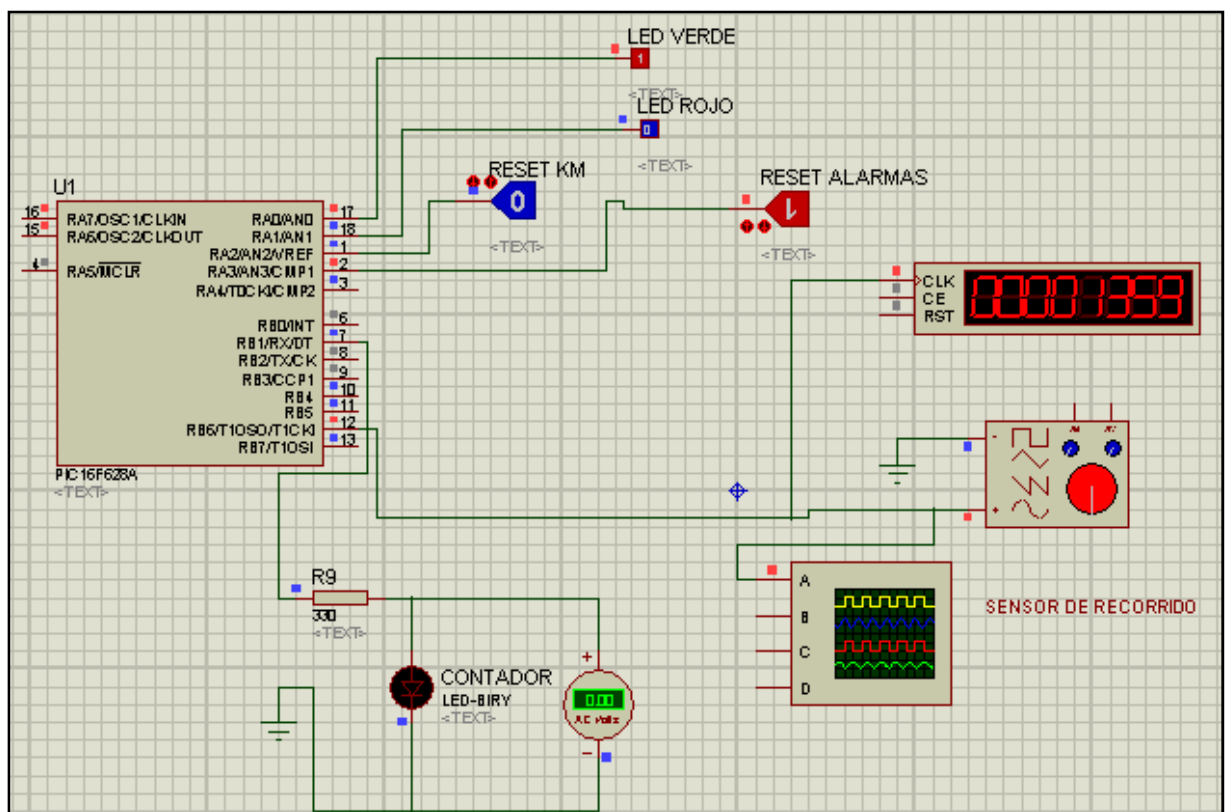 LED VERDE
1
<TEXT>
LED ROJO
0
<TEXT>
RESET KM
0
<TEXT>
RESET ALARMAS
1
<TEXT>
U1
16 RA7/OSC1/CLKIN
15 RA6/OSC2/CLKOUT
4 RA5/MCLR
RA0/AN0 17
RA1/AN1 18
RA2/AN2/VREF 1
RA3/AN3/CMP1 2
RA4/T0CKI/CMP2 3
RB0/INT 6
RB1/RX/DT 7
RB2/TX/CK 8
RB3/CCP1 9
RB4 10
RB5 11
RB6/T1OSO/T1CKI 12
RB7/T1OSI 13
PIC16F628A
<TEXT>
CLK
CE
RST
00001399
-
+
AM
FM
A
B
C
D
SENSOR DE RECORRIDO
R9
330
<TEXT>
CONTADOR
LED-BIRY
<TEXT>
+
0.00
AC Volts
-